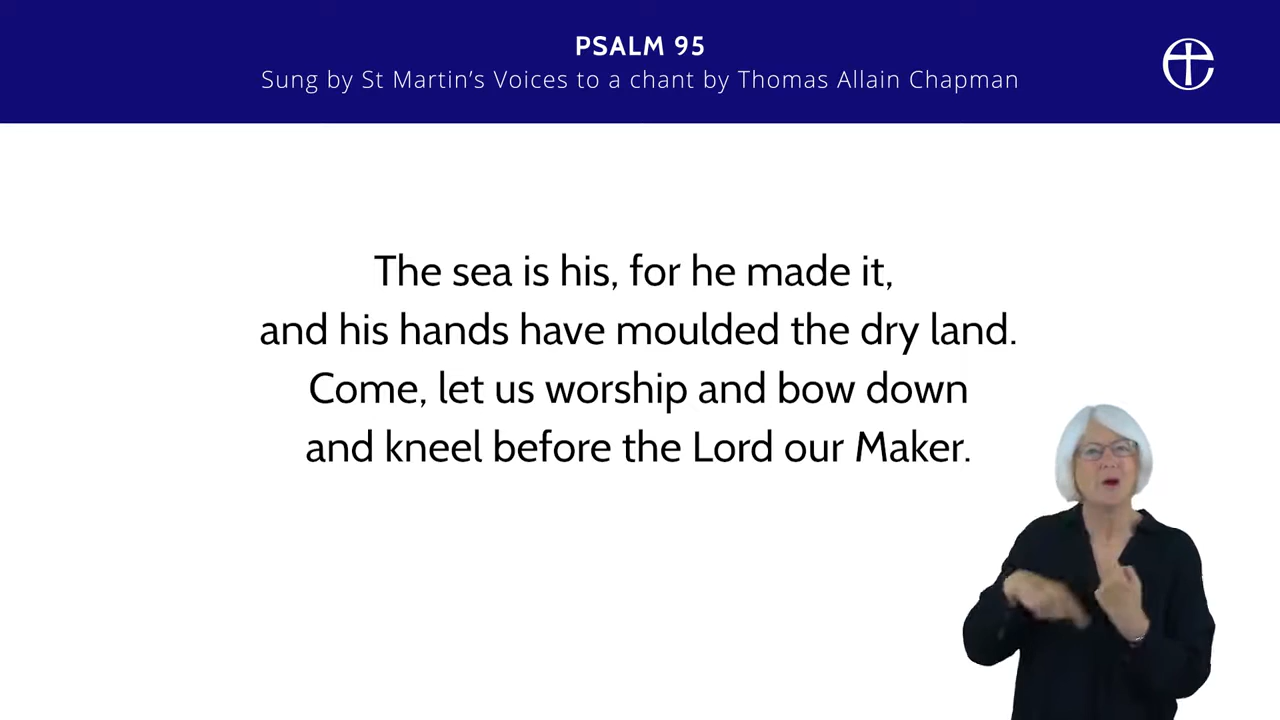 PSALM 95
Sung by St Martin's Voices to a chant by Thomas Allain Chapman
The sea is his, for he made it,
and his hands have moulded the dry land.
Come, let us worship and bow down
and kneel before the Lord our Maker.